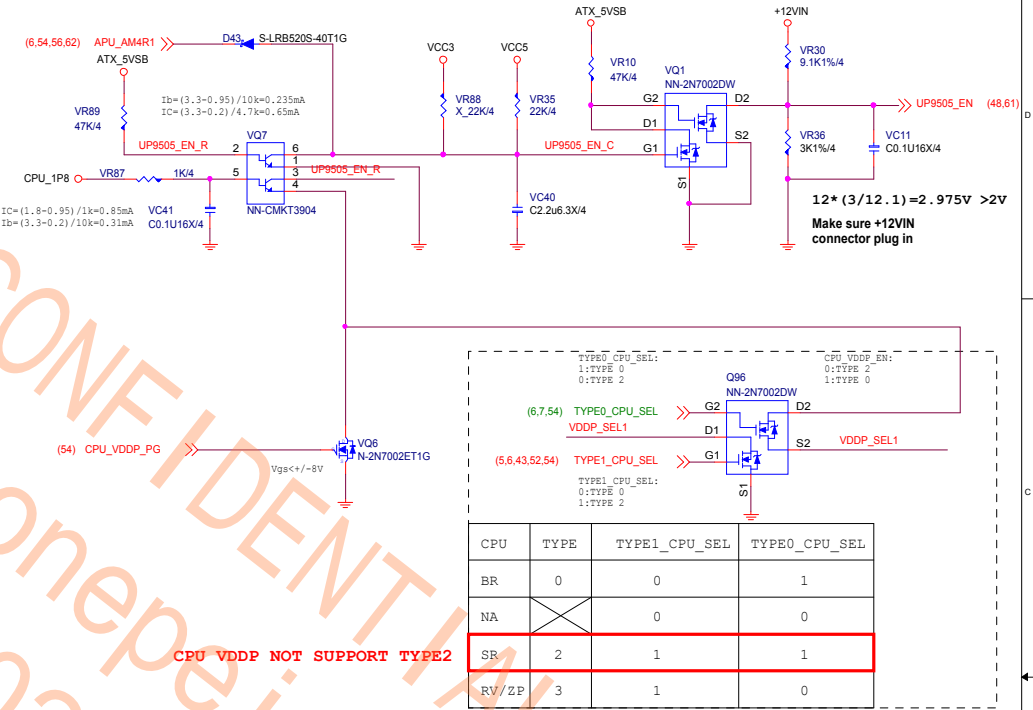 ATX_5VSB
+12VIN
(6,54,56,62) APU_AM4R1
D43 S-LRB520S-40T1G
ATX_5VSB
VCC3
VCC5
VR10
47K/4
VQ1
NN-2N7002DW
VR30
9.1K1%/4
VR89
47K/4
Ib=(3.3-0.95)/10k=0.235mA
IC=(3.3-0.2)/4.7k=0.65mA
VR88
X_22K/4
VR35
22K/4
G2
D2
UP9505_EN (48,61)
D
D1
S2
UP9505_EN_R
2
VQ7
6
1
UP9505_EN_C
G1
VR36
3K1%/4
VC11
C0.1U16X/4
CPU_1P8
VR87
1K/4
5
3
UP9505_EN_R
4
S1
IC=(1.8-0.95)/1k=0.85mA
Ib=(3.3-0.2)/10k=0.31mA
VC41
C0.1U16X/4
NN-CMKT3904
VC40
C2.2u6.3X/4
12*(3/12.1)=2.975V >2V
Make sure +12VIN
connector plug in
TYPE0_CPU_SEL:
1:TYPE 0
0:TYPE 2
CPU_VDDP_EN:
0:TYPE 2
1:TYPE 0
Q96
NN-2N7002DW
(6,7,54) TYPE0_CPU_SEL
G2
D2
VDDP_SEL1
D1
S2
VDDP_SEL1
(54) CPU_VDDP_PG
VQ6
N-2N7002ET1G
Vgs<+/-8V
(5,6,43,52,54) TYPE1_CPU_SEL
G1
TYPE1_CPU_SEL:
0:TYPE 0
1:TYPE 2
S1
C
CPU TYPE TYPE1_CPU_SEL TYPE0_CPU_SEL
BR 0 0 1
NA 0 0
CPU VDDP NOT SUPPORT TYPE2
SR 2 1 1
RV/ZP 3 1 0
CONFIDENTIAL